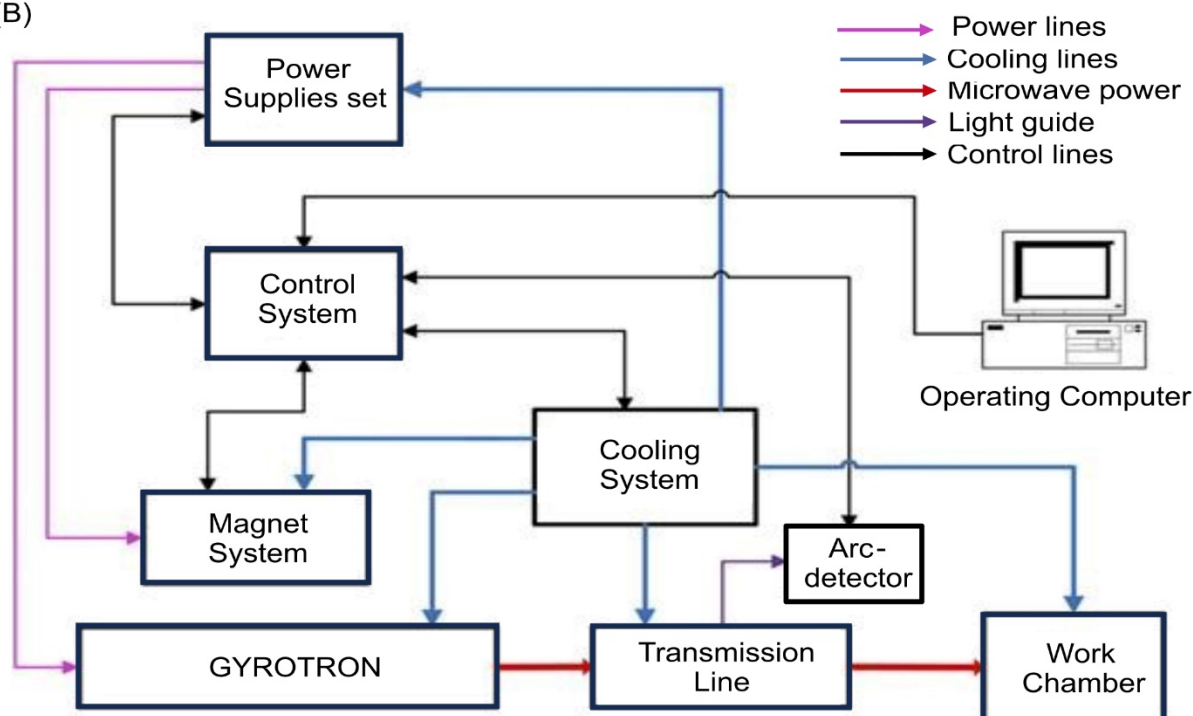 (B)
Power lines
Cooling lines
Microwave power
Light guide
Control lines
Power
Supplies set
Control
System
Operating Computer
Cooling
System
Magnet
System
Arc-
detector
GYROTRON
Transmission
Line
Work
Chamber